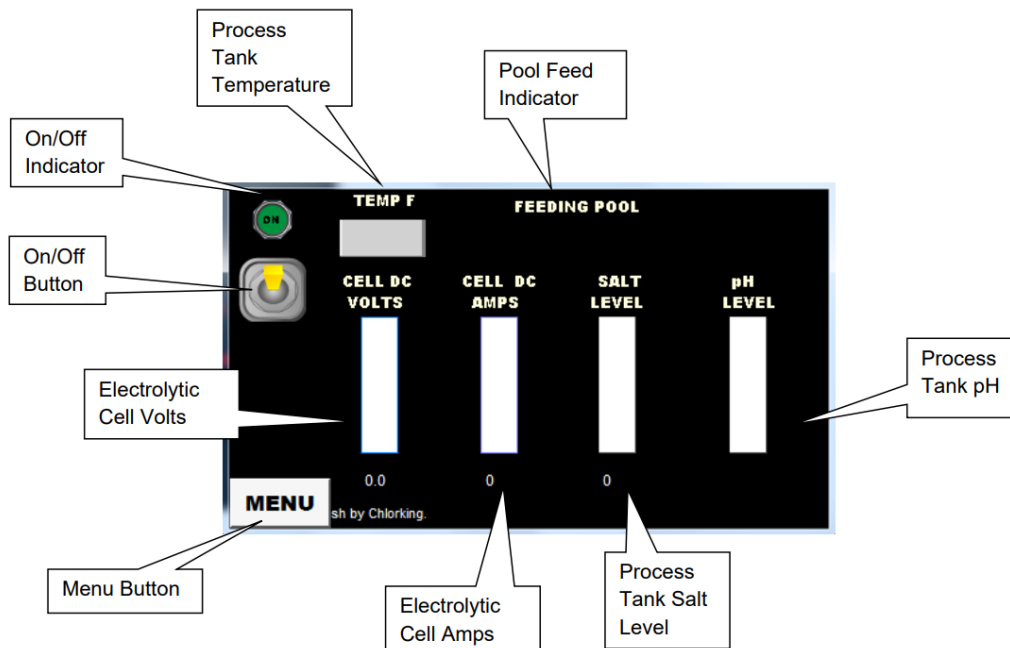 Process
Tank
Temperature
Pool Feed
Indicator
On/Off
Indicator
TEMP F
FEEDING POOL
ON
On/Off
Button
CELL DC
VOLTS
CELL DC
AMPS
SALT
LEVEL
pH
LEVEL
Process
Tank pH
Electrolytic
Cell Volts
0.0
0
0
MENU
sh by Chlorking.
Menu Button
Electrolytic
Cell Amps
Process
Tank Salt
Level